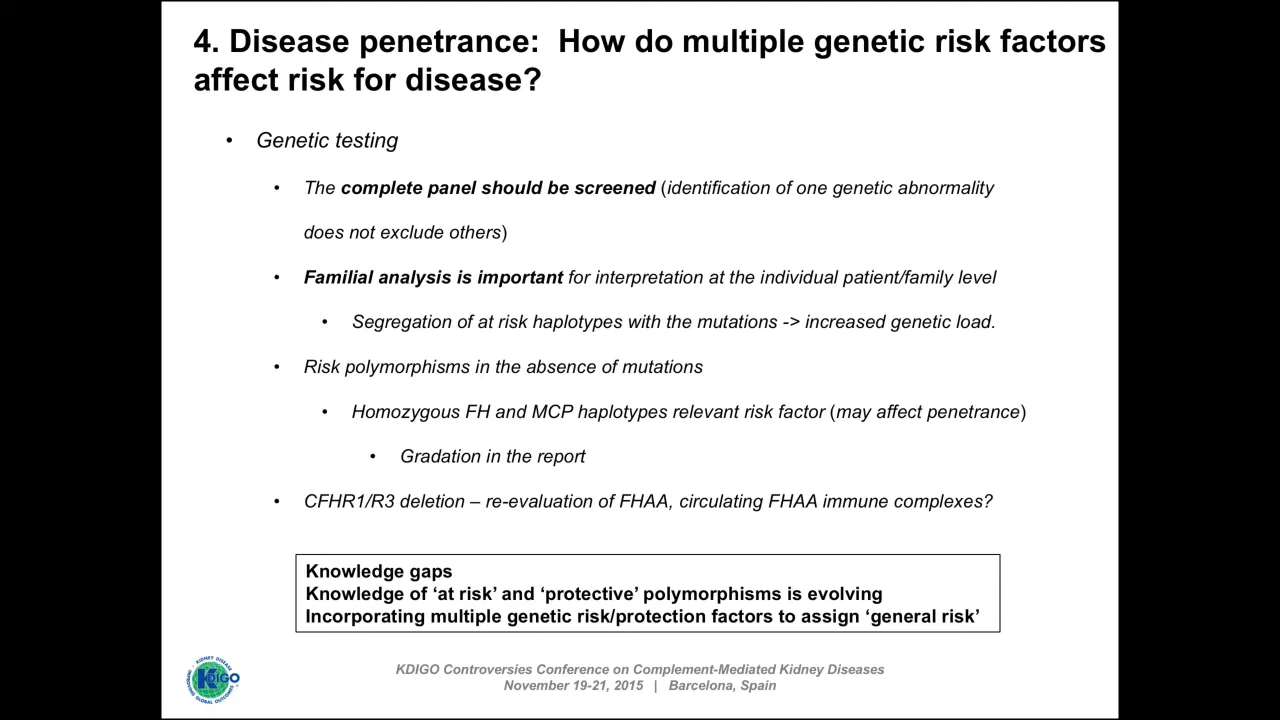 4. Disease penetrance:  How do multiple genetic risk factors
affect risk for disease?
• Genetic testing
• The complete panel should be screened (identification of one genetic abnormality
does not exclude others)
• Familial analysis is important for interpretation at the individual patient/family level
• Segregation of at risk haplotypes with the mutations -> increased genetic load.
• Risk polymorphisms in the absence of mutations
• Homozygous FH and MCP haplotypes relevant risk factor (may affect penetrance)
• Gradation in the report
• CFHR1/R3 deletion – re-evaluation of FHAA, circulating FHAA immune complexes?
Knowledge gaps
Knowledge of ‘at risk’ and ‘protective’ polymorphisms is evolving
Incorporating multiple genetic risk/protection factors to assign ‘general risk’
KIDNEY DISEASE
KDIGO
IMPROVING GLOBAL OUTCOMES
KDIGO Controversies Conference on Complement-Mediated Kidney Diseases
November 19-21, 2015 | Barcelona, Spain